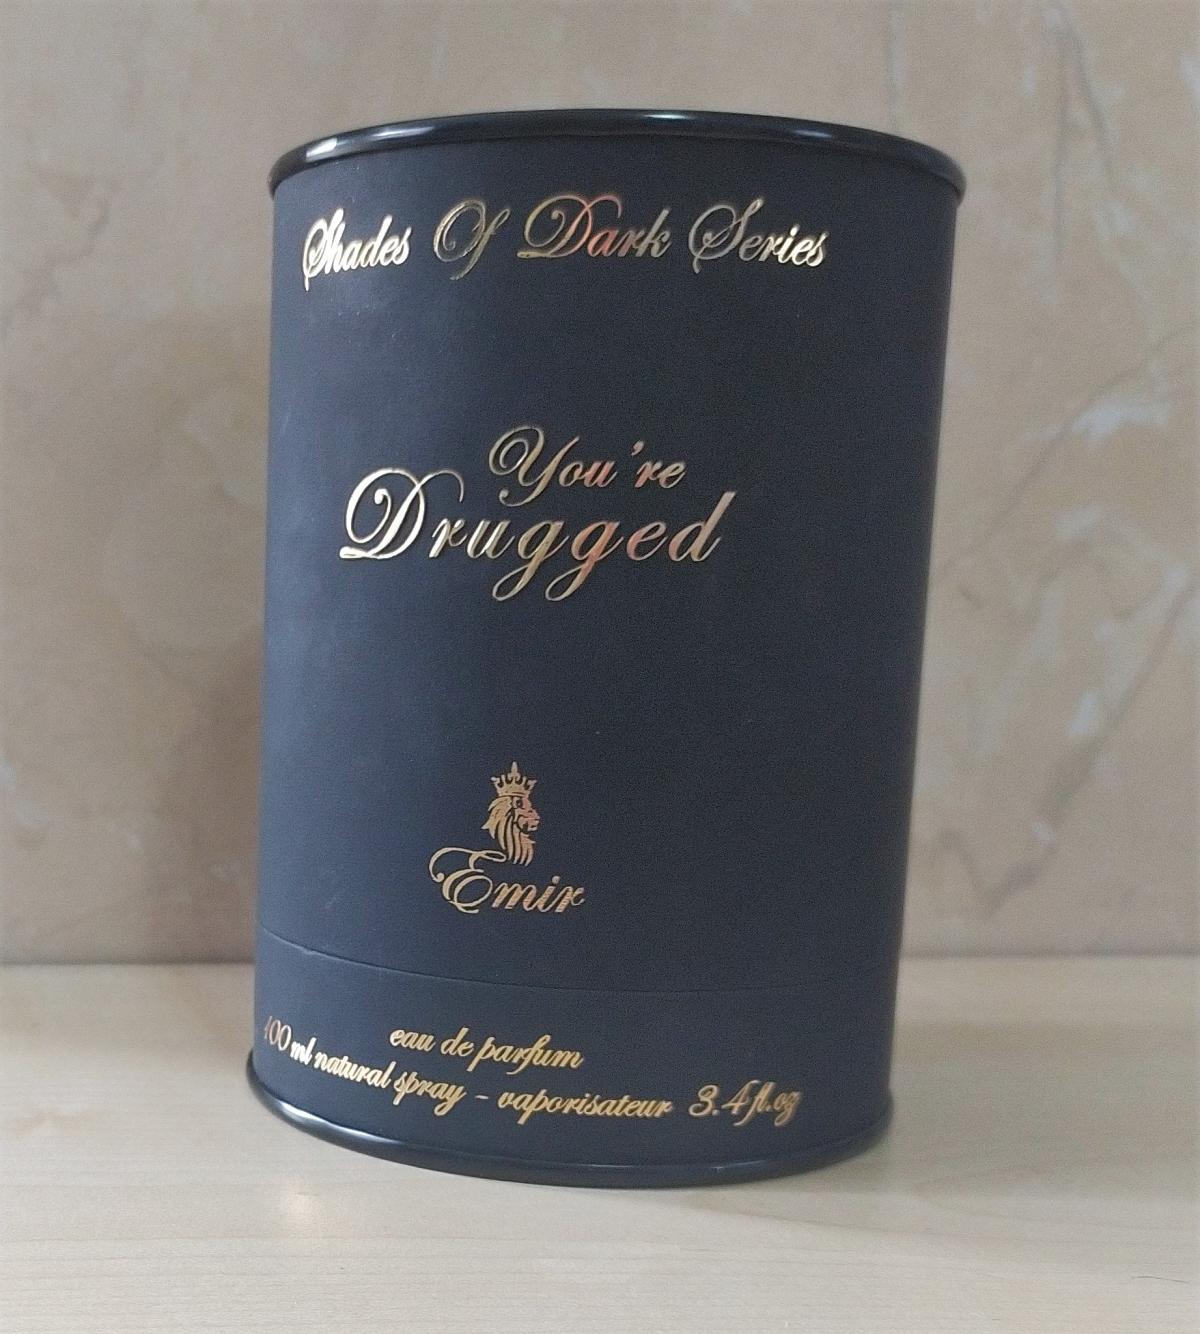 Shades Of Dark Series
You're
Drugged
Emir
eau de parfum
100 ml natural spray - vaporisateur 3.4 fl.oz